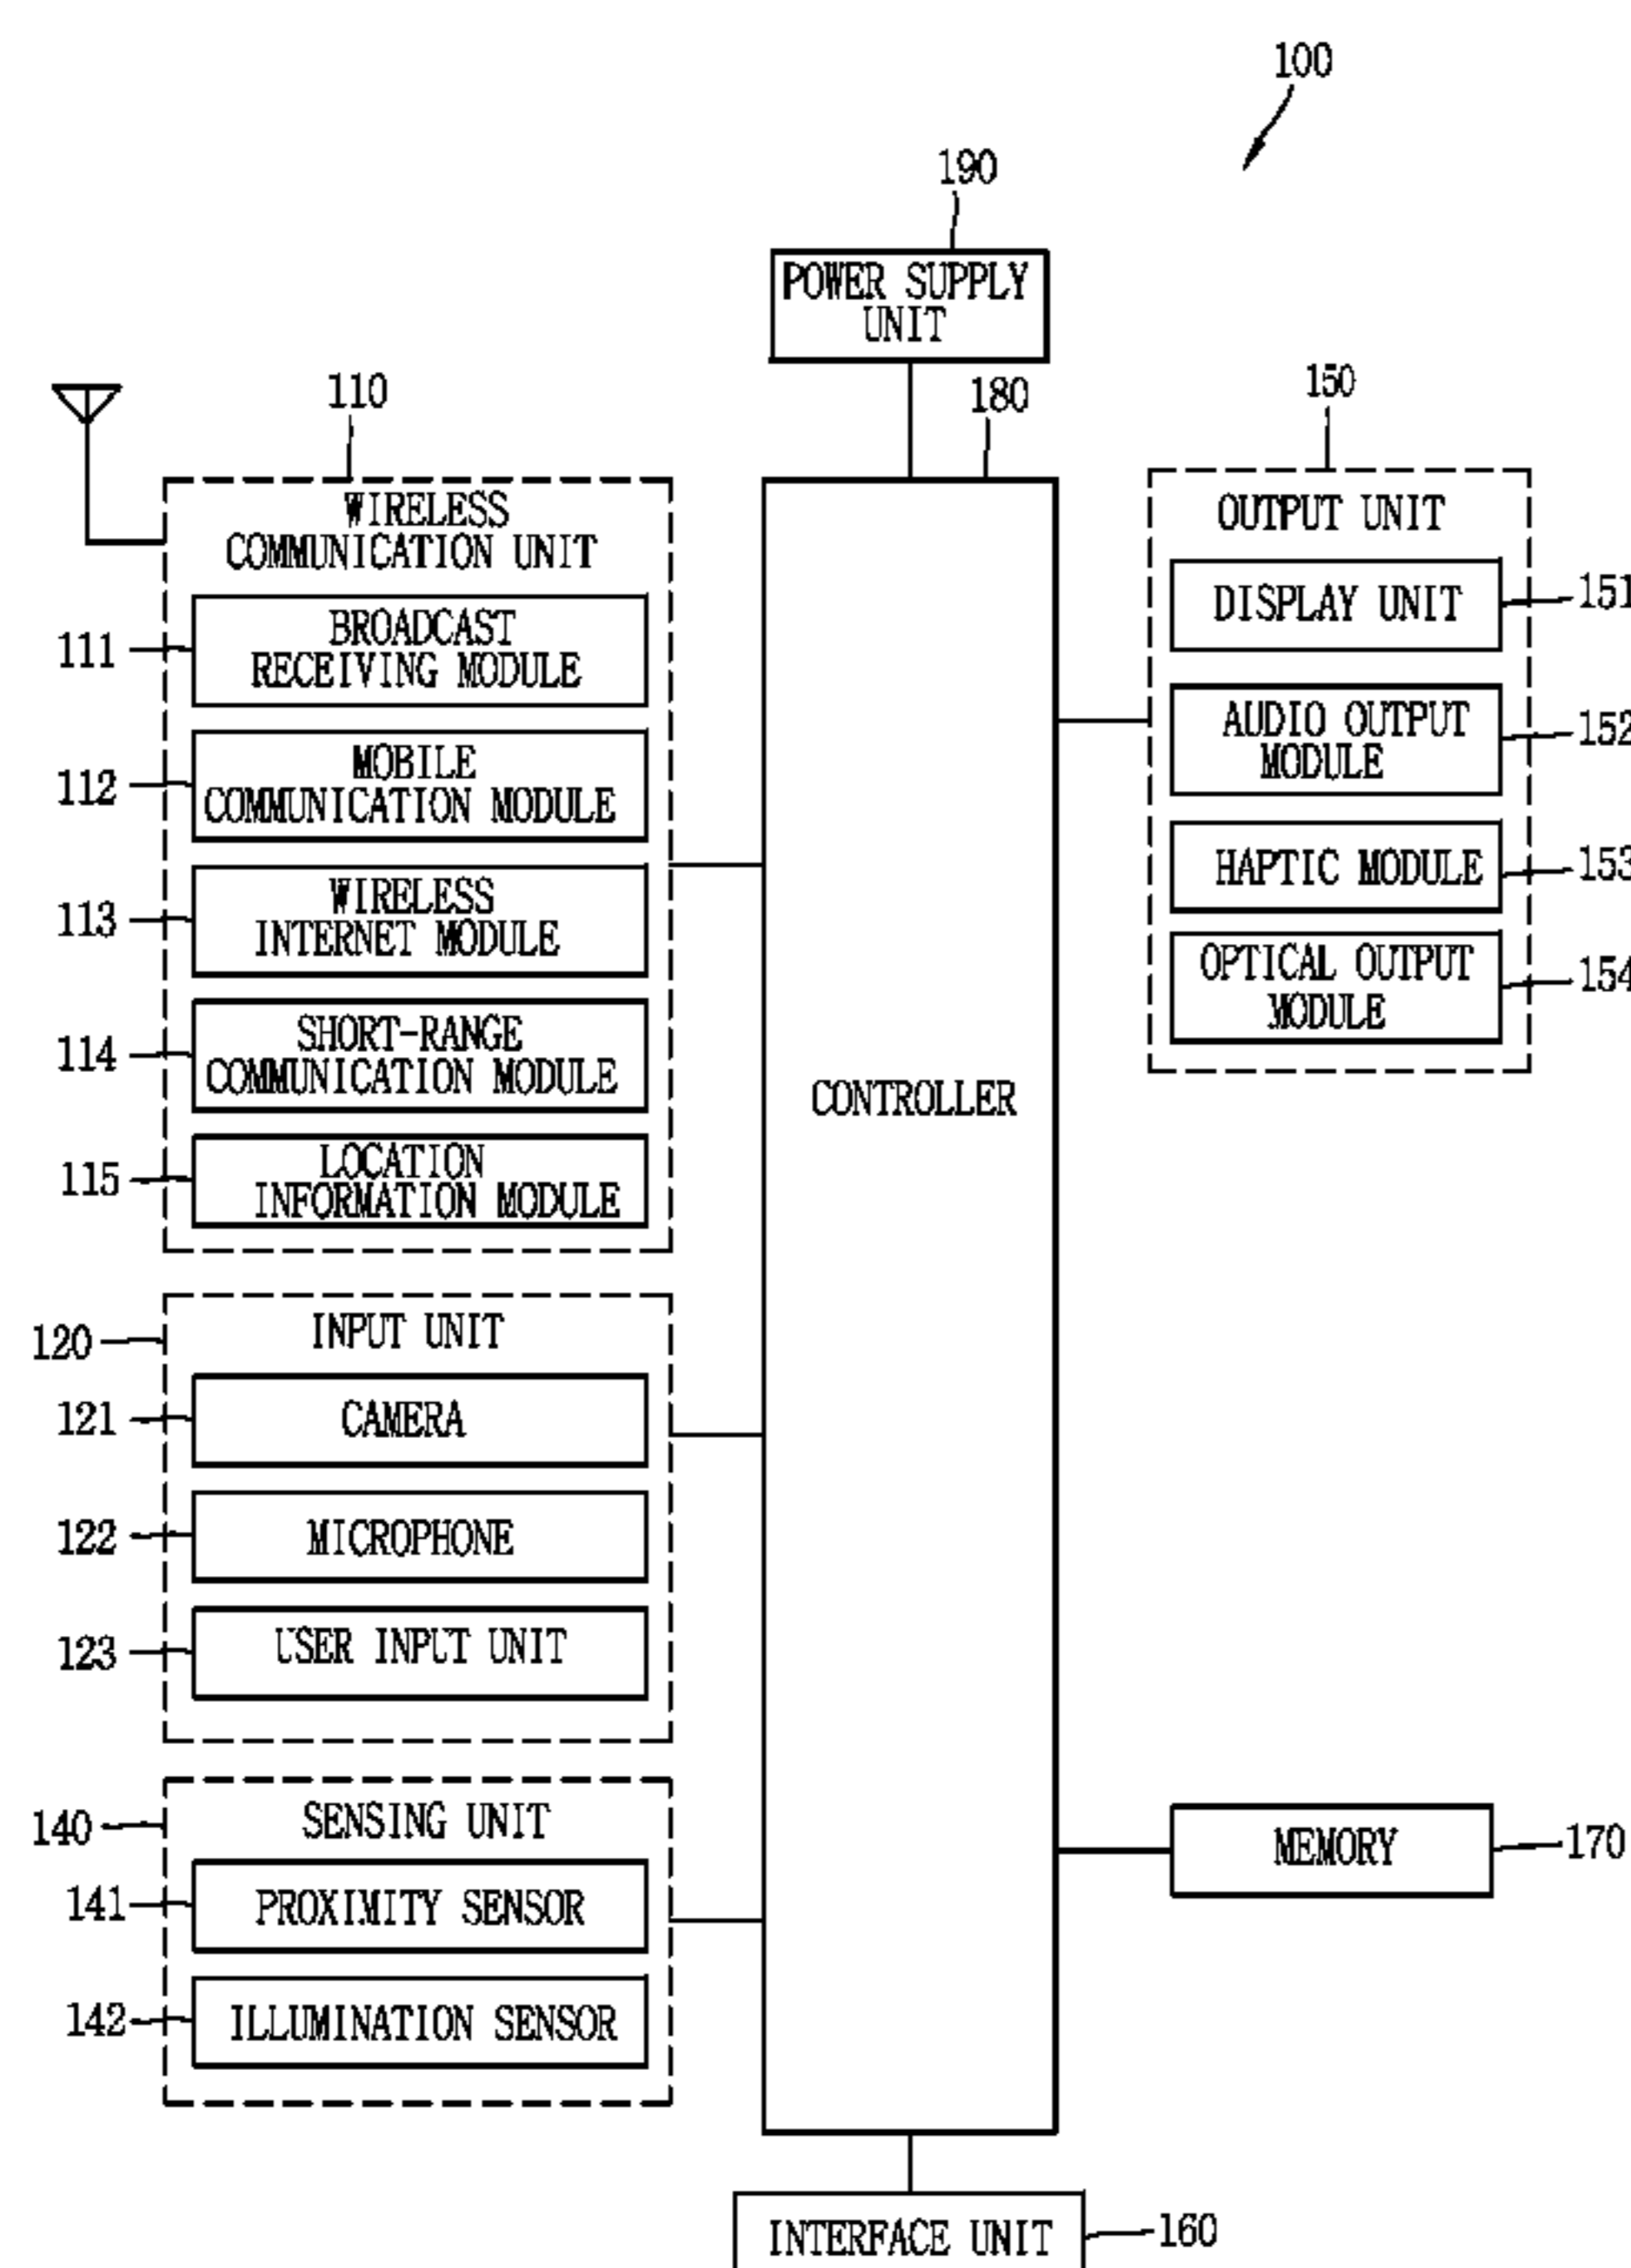 100
190
POWER SUPPLY
UNIT
110
180
150
WIRELESS
COMMUNICATION UNIT
111
BROADCAST
RECEIVING MODULE
112
MOBILE
COMMUNICATION MODULE
113
WIRELESS
INTERNET MODULE
114
SHORT-RANGE
COMMUNICATION MODULE
115
LOCATION
INFORMATION MODULE
120
INPUT UNIT
121
CAMERA
122
MICROPHONE
123
USER INPUT UNIT
140
SENSING UNIT
141
PROXIMITY SENSOR
142
ILLUMINATION SENSOR
CONTROLLER
OUTPUT UNIT
DISPLAY UNIT
151
AUDIO OUTPUT
MODULE
152
HAPTIC MODULE
153
OPTICAL OUTPUT
MODULE
154
MEMORY
170
INTERFACE UNIT
160